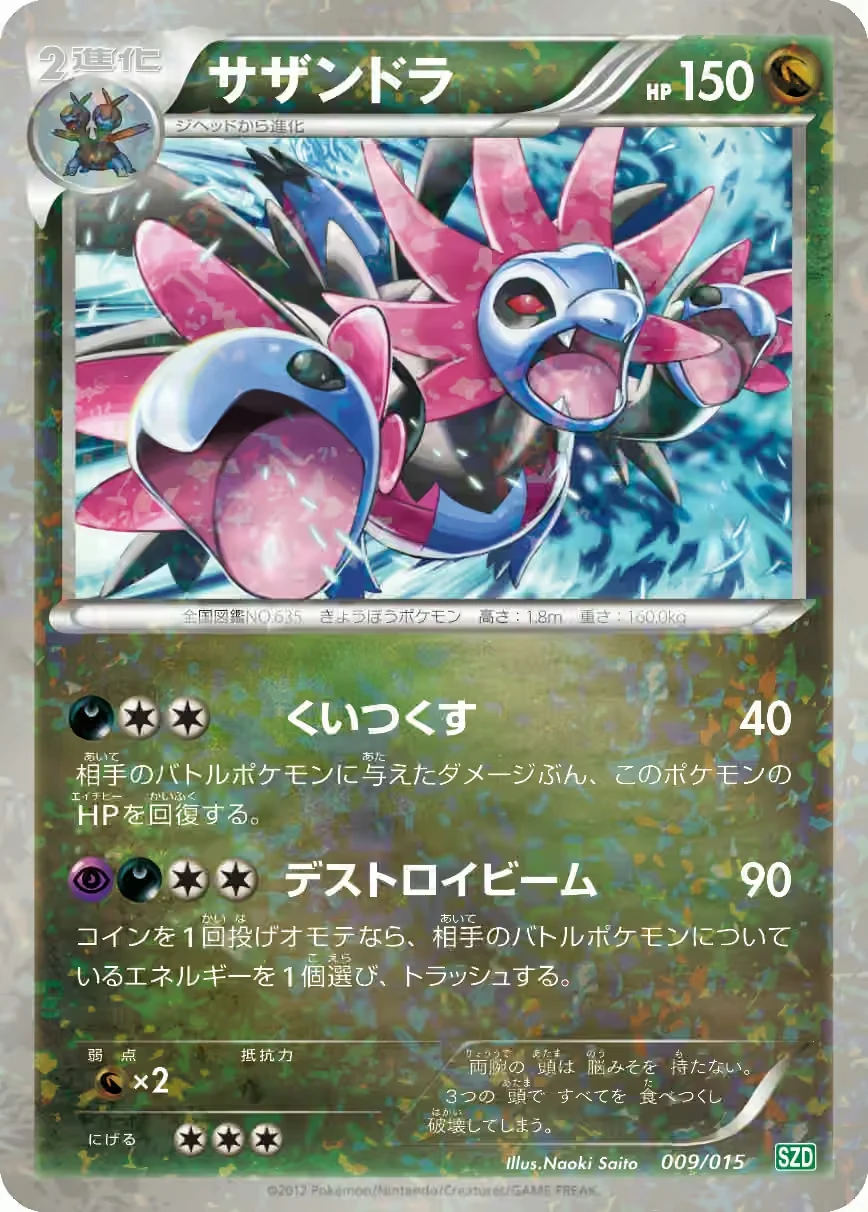 2進化
サザンドラ
HP150
ジヘッドから進化
全国図鑑NO.635 きょうぼうポケモン 高さ：1.8m 重さ：160.0kg
くいつくす 40
相手のバトルポケモンに与えたダメージぶん、このポケモンの
HPを回復する。
デストロイビーム 90
コインを1回投げオモテなら、相手のバトルポケモンについて
いるエネルギーを1個選び、トラッシュする。
弱点 抵抗力
×2
にげる
両腕の 頭は 脳みそを 持たない。
3つの 頭で すべてを 食べつくし
破壊してしまう。
Illus.Naoki Saito 009/015 SZD
©2012 Pokémon/Nintendo/Creatures/GAME FREAK.